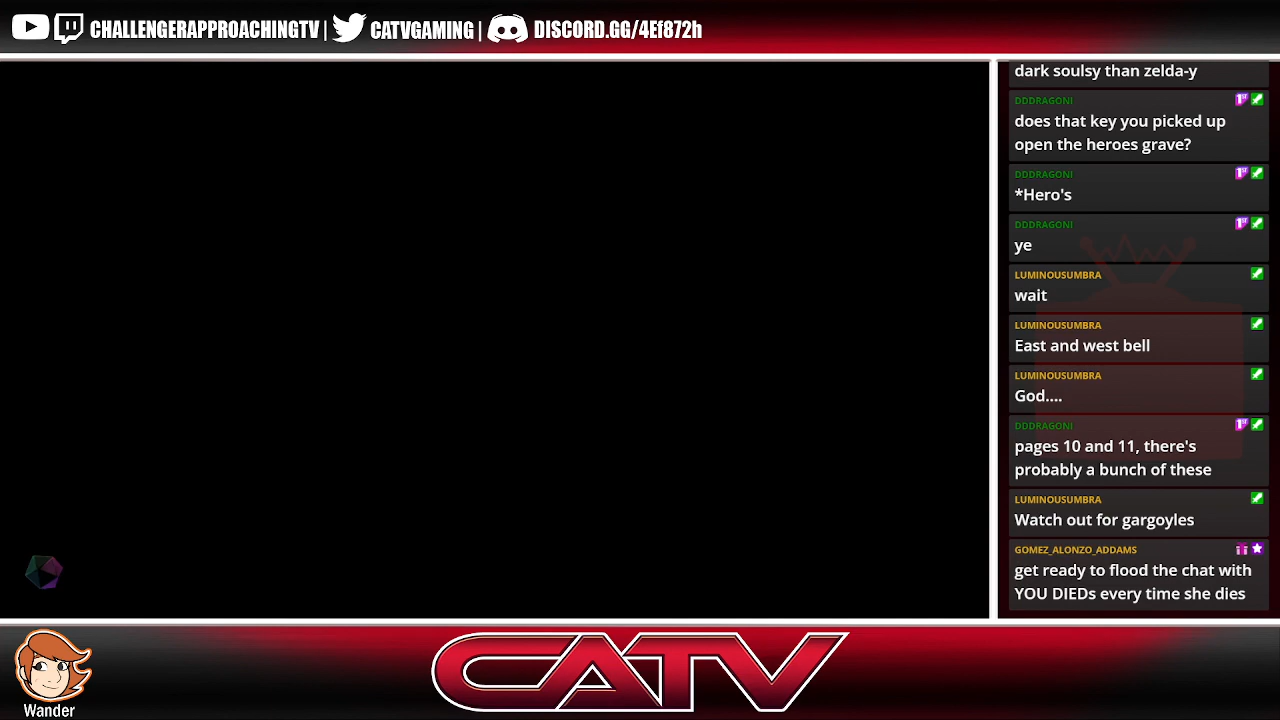 CHALLENGERAPPROACHINGTV | CATVGAMING | DISCORD.GG/4Ef872h
dark soulsy than zelda-y
DDDRAGONI
does that key you picked up
open the heroes grave?
DDDRAGONI
*Hero's
DDDRAGONI
ye
LUMINOUSUMBRA
wait
LUMINOUSUMBRA
East and west bell
LUMINOUSUMBRA
God....
DDDRAGONI
pages 10 and 11, there's
probably a bunch of these
LUMINOUSUMBRA
Watch out for gargoyles
GOMEZ_ALONZO_ADDAMS
get ready to flood the chat with
YOU DIEDs every time she dies
Wander
CATV